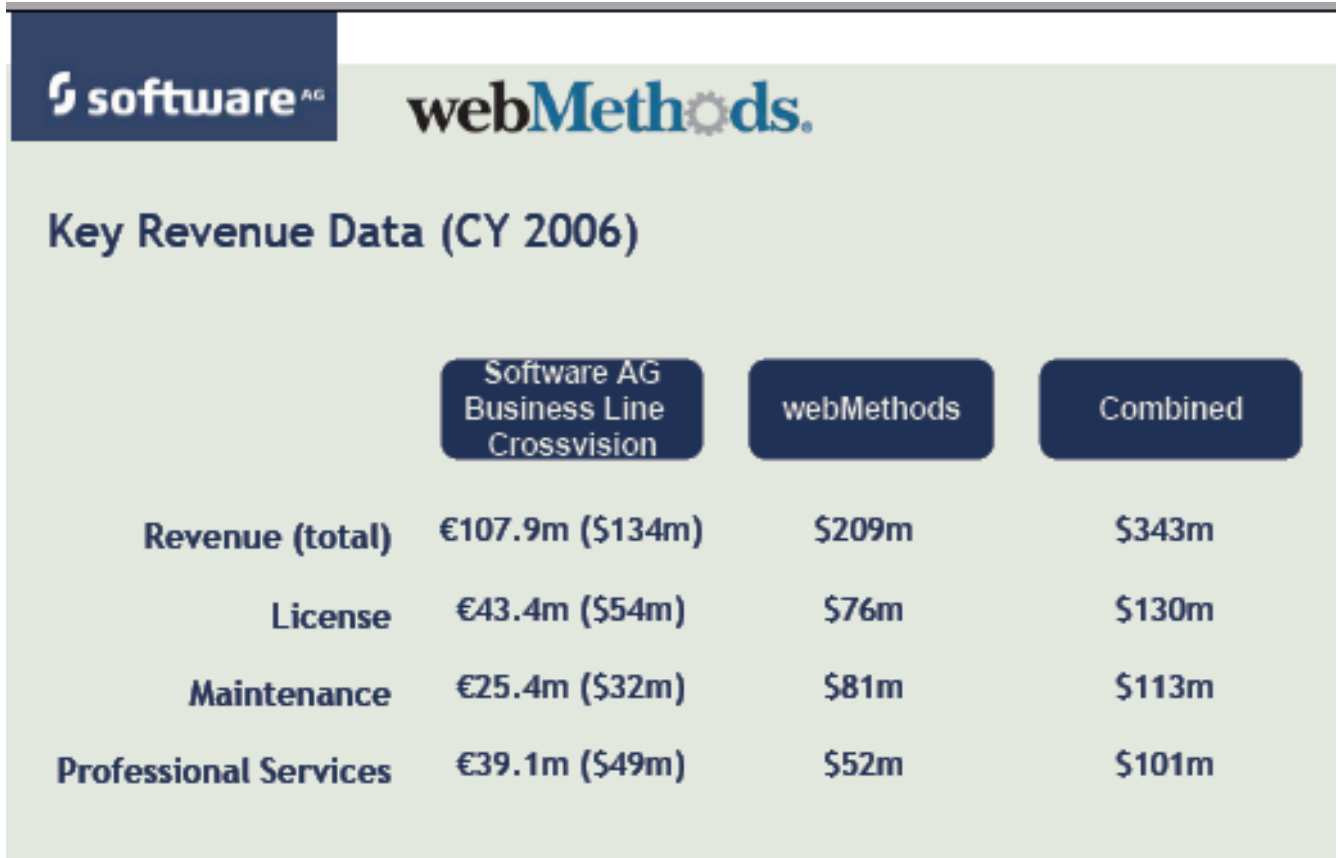 software AG
webMethods.
Key Revenue Data (CY 2006)
Software AG
Business Line
Crossvision
webMethods
Combined
Revenue (total) €107.9m ($134m) $209m $343m
License €43.4m ($54m) $76m $130m
Maintenance €25.4m ($32m) $81m $113m
Professional Services €39.1m ($49m) $52m $101m